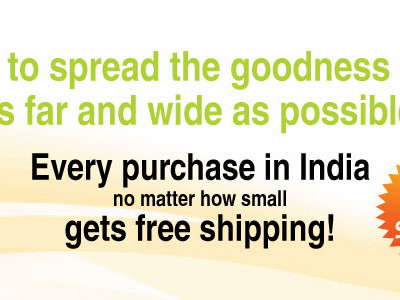 to spread the goodness
s far and wide as possible
Every purchase in India
no matter how small
gets free shipping!